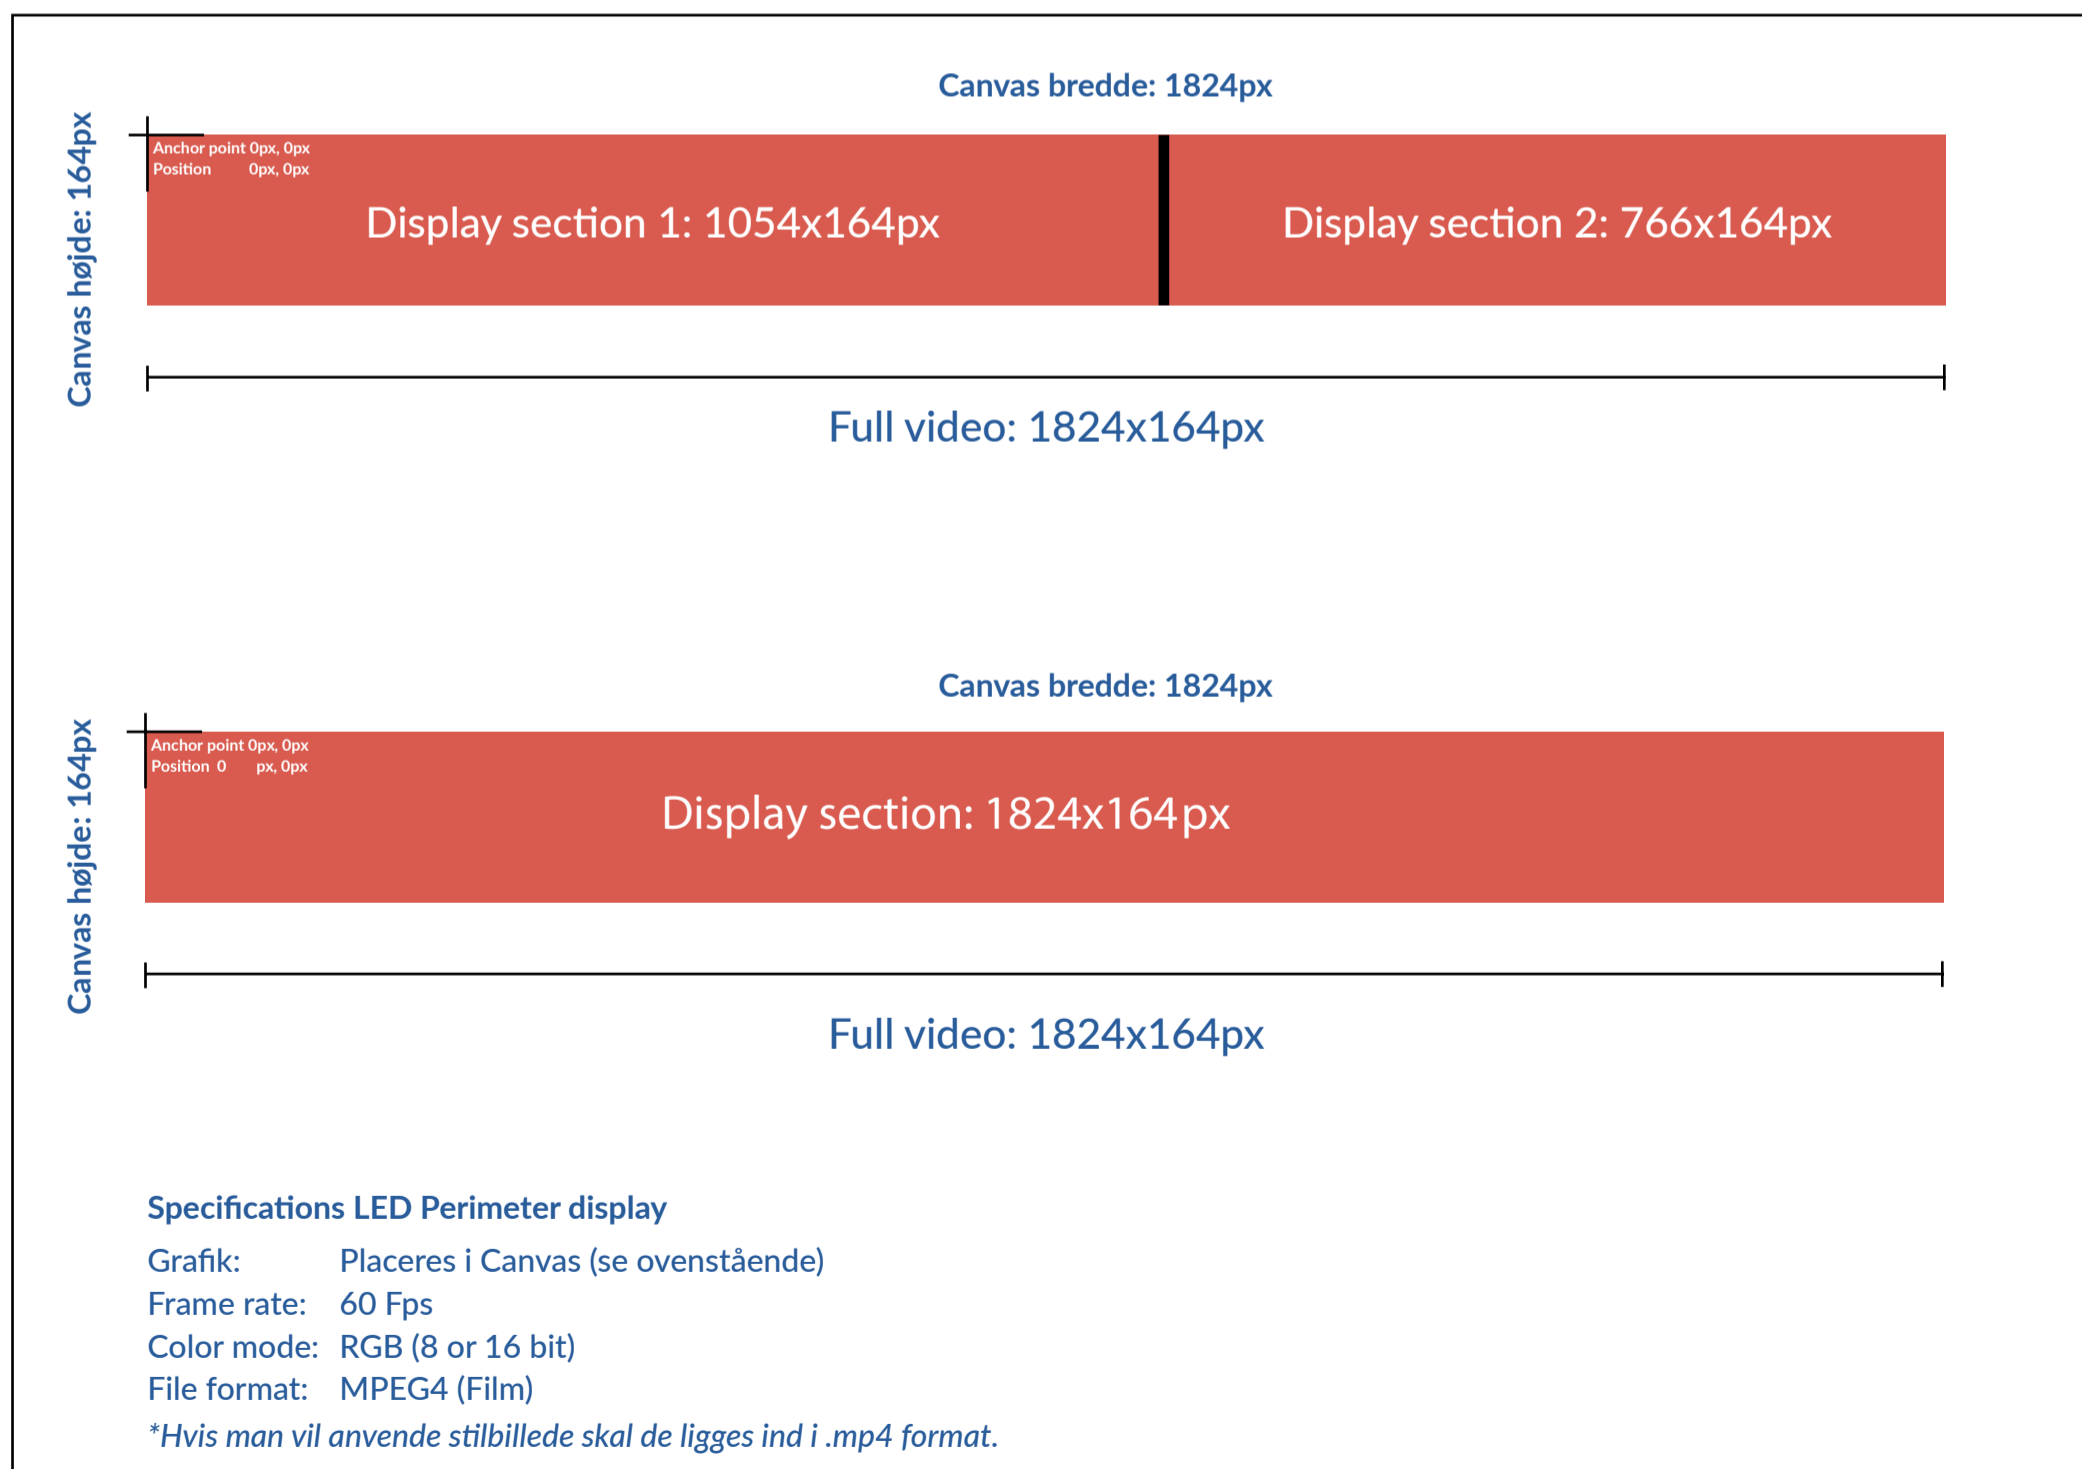 Canvas bredde: 1824px
Canvas højde: 164px
Anchor point 0px, 0px
Position 0px, 0px
Display section 1: 1054x164px
Display section 2: 766x164px
Full video: 1824x164px
Canvas bredde: 1824px
Canvas højde: 164px
Anchor point 0px, 0px
Position 0 px, 0px
Display section: 1824x164px
Full video: 1824x164px
Specifications LED Perimeter display
Grafik: Placeres i Canvas (se ovenstående)
Frame rate: 60 Fps
Color mode: RGB (8 or 16 bit)
File format: MPEG4 (Film)
*Hvis man vil anvende stilbillede skal de ligges ind i .mp4 format.